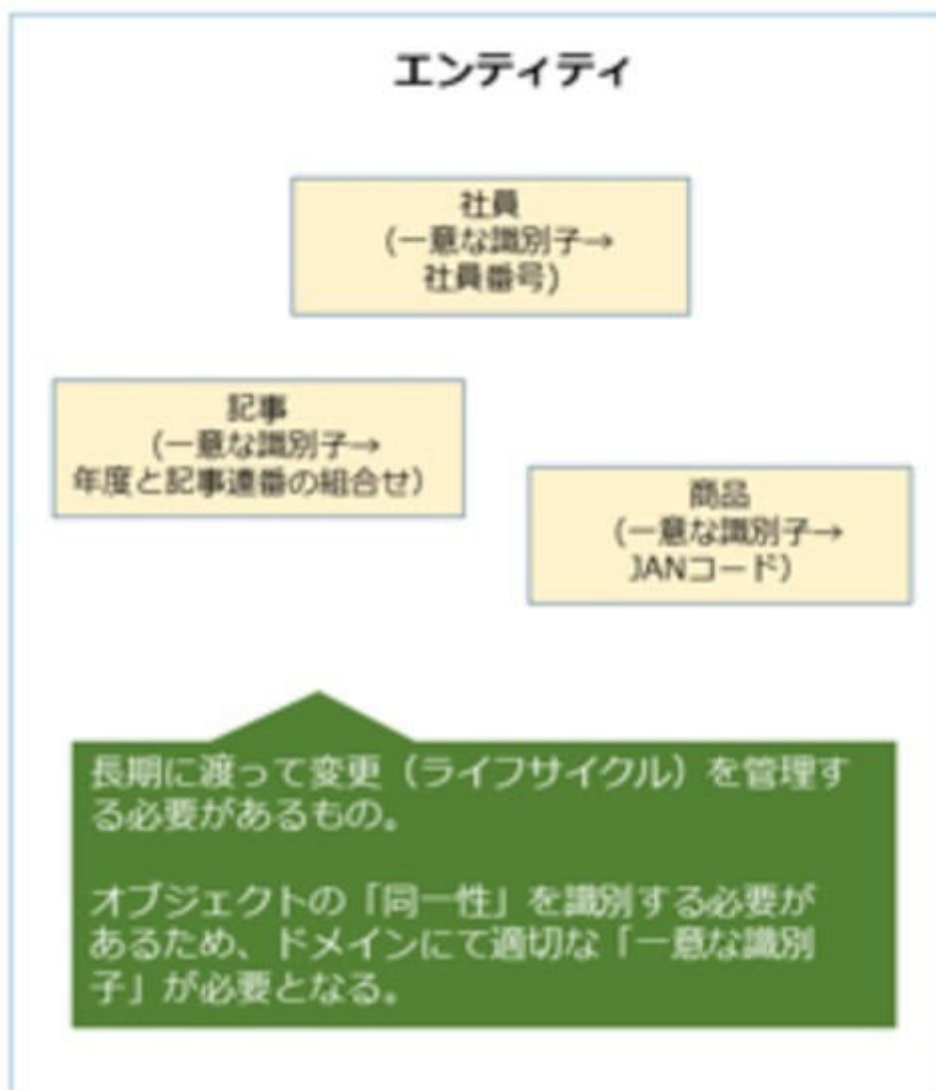 エンティティ
社員
(一意な識別子→
社員番号)
記事
(一意な識別子→
年度と記事連番の組合せ)
商品
(一意な識別子→
JANコード)
長期に渡って変更（ライフサイクル）を管理す
る必要があるもの。
オブジェクトの「同一性」を識別する必要が
あるため、ドメインにて適切な「一意な識別
子」が必要となる。